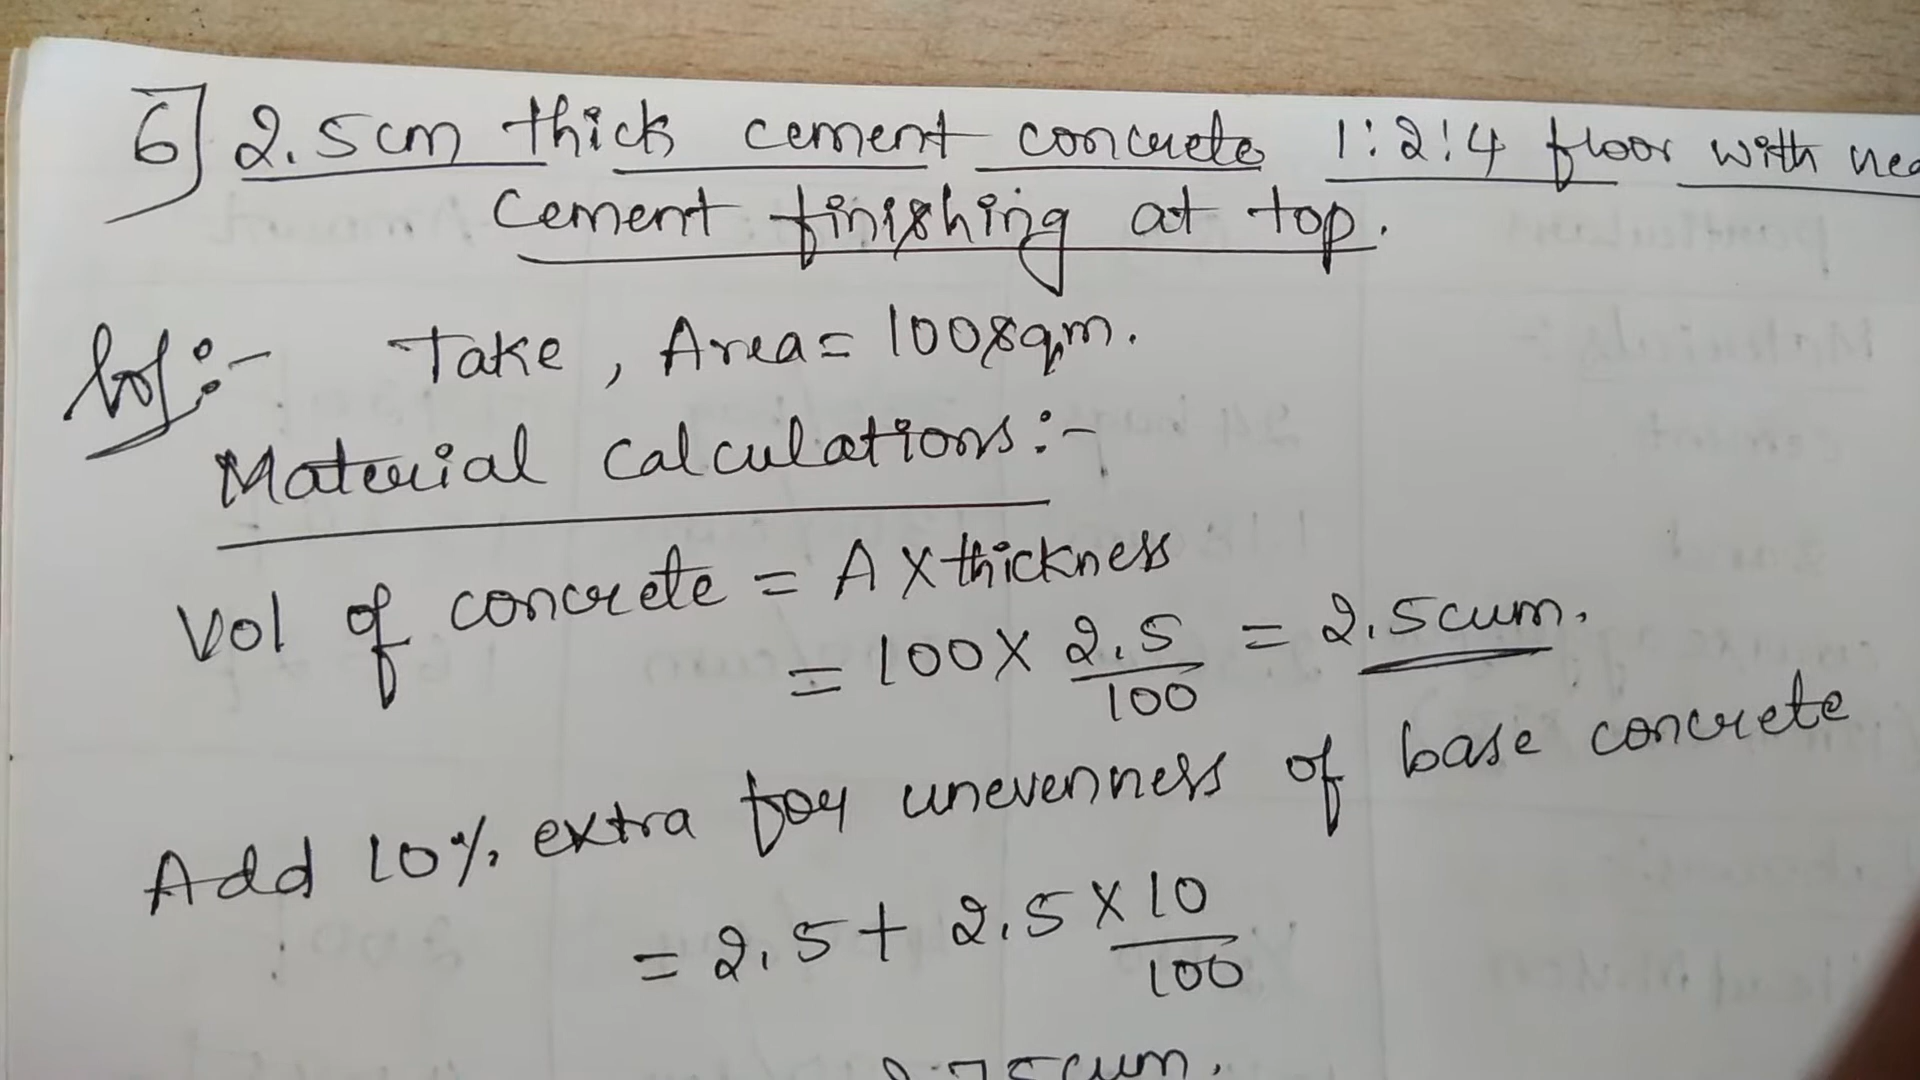 6] 2.5cm thick cement concrete 1:2:4 floor with
cement finishing at top.
Sol:- Take, Area = 100sqm.
Material calculations:-
Vol of concrete = A X thickness
= 100 X 2.5/100 = 2.5cum.
Add 10% extra for unevenness of base concrete
= 2.5 + 2.5 X 10/100
2.75cum.